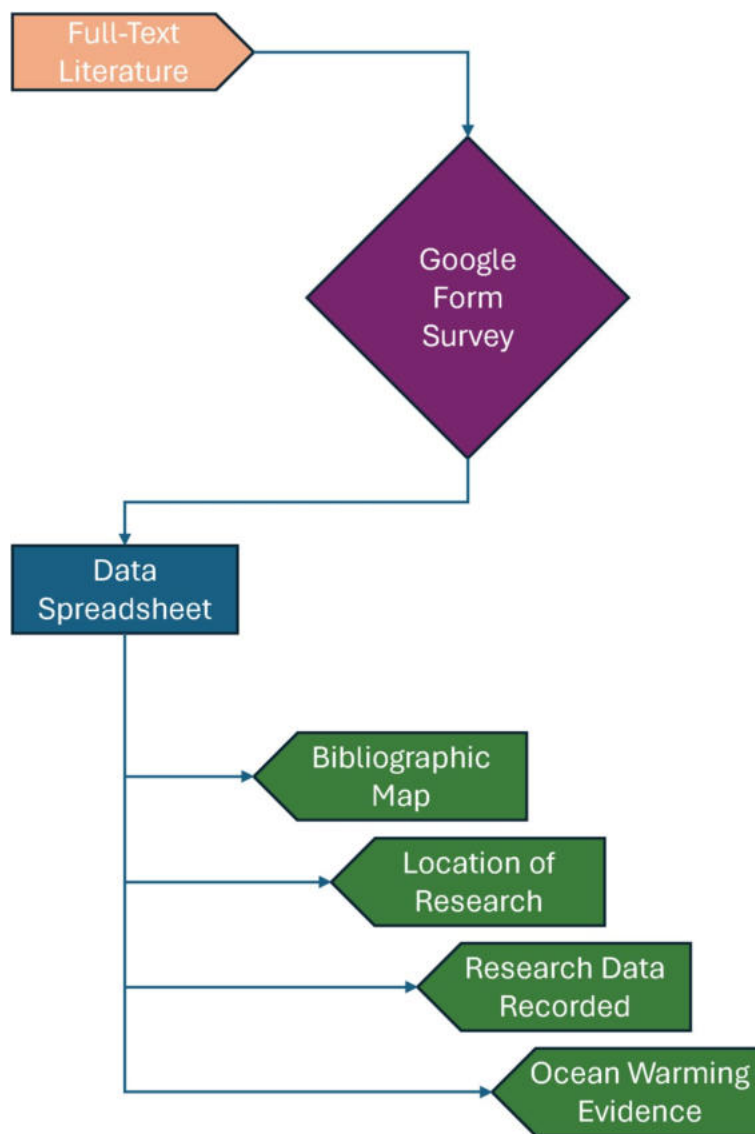 Full-Text
Literature
Google
Form
Survey
Data
Spreadsheet
Bibliographic
Map
Location of
Research
Research Data
Recorded
Ocean Warming
Evidence